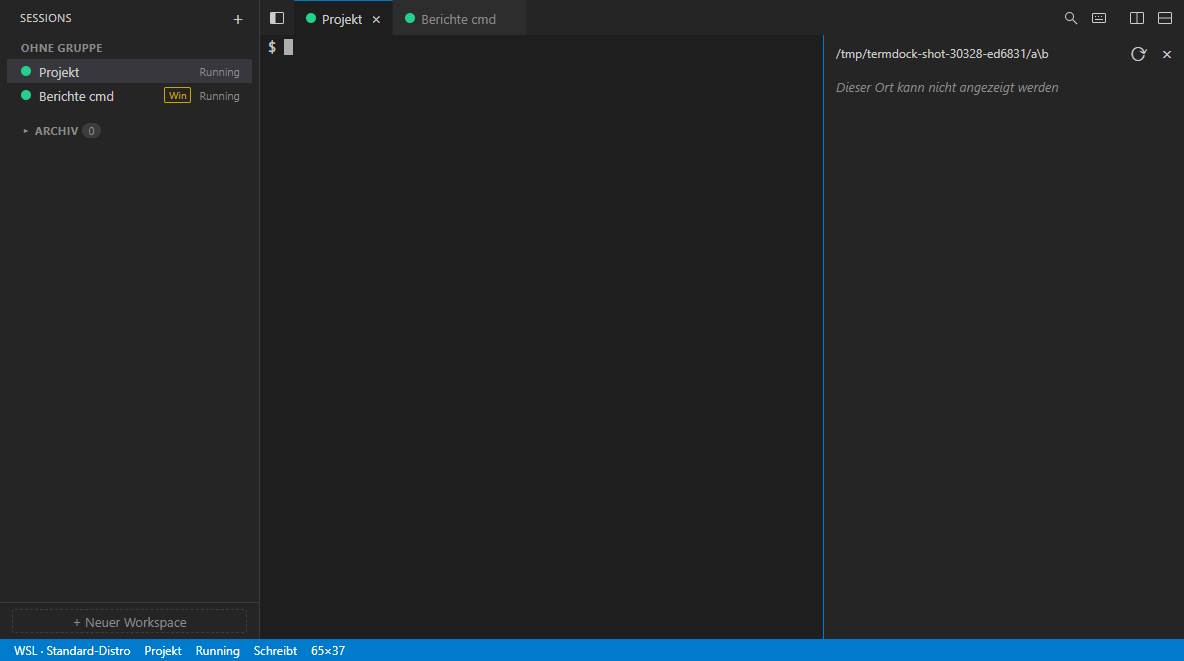 SESSIONS +
OHNE GRUPPE
Projekt Running
Berichte cmd Win Running
ARCHIV 0
+ Neuer Workspace
Projekt ×
Berichte cmd
$
/tmp/termdock-shot-30328-ed6831/a\b ×
Dieser Ort kann nicht angezeigt werden
WSL · Standard-Distro Projekt Running Schreibt 65×37